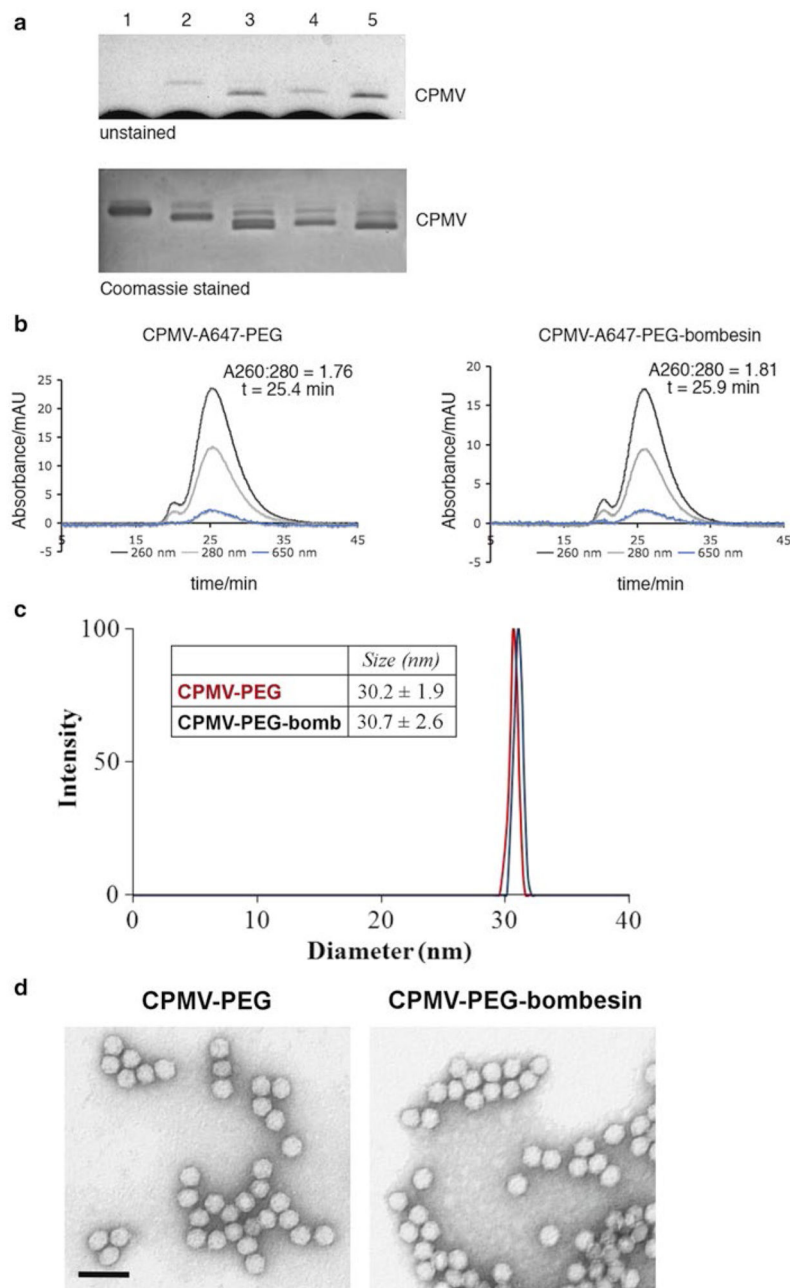 a
1 2 3 4 5
CPMV
unstained
CPMV
Coomassie stained
b
CPMV-A647-PEG
A260:280 = 1.76
t = 25.4 min
Absorbance/mAU
25
20
15
10
5
0
-5
5 15 25 35 45
260 nm 280 nm 650 nm
time/min
CPMV-A647-PEG-bombesin
A260:280 = 1.81
t = 25.9 min
Absorbance/mAU
20
15
10
5
0
-5
5 15 25 35 45
260 nm 280 nm 650 nm
time/min
c
Size (nm)
CPMV-PEG 30.2 ± 1.9
CPMV-PEG-bomb 30.7 ± 2.6
Intensity
100
50
0
0 10 20 30 40
Diameter (nm)
d
CPMV-PEG CPMV-PEG-bombesin